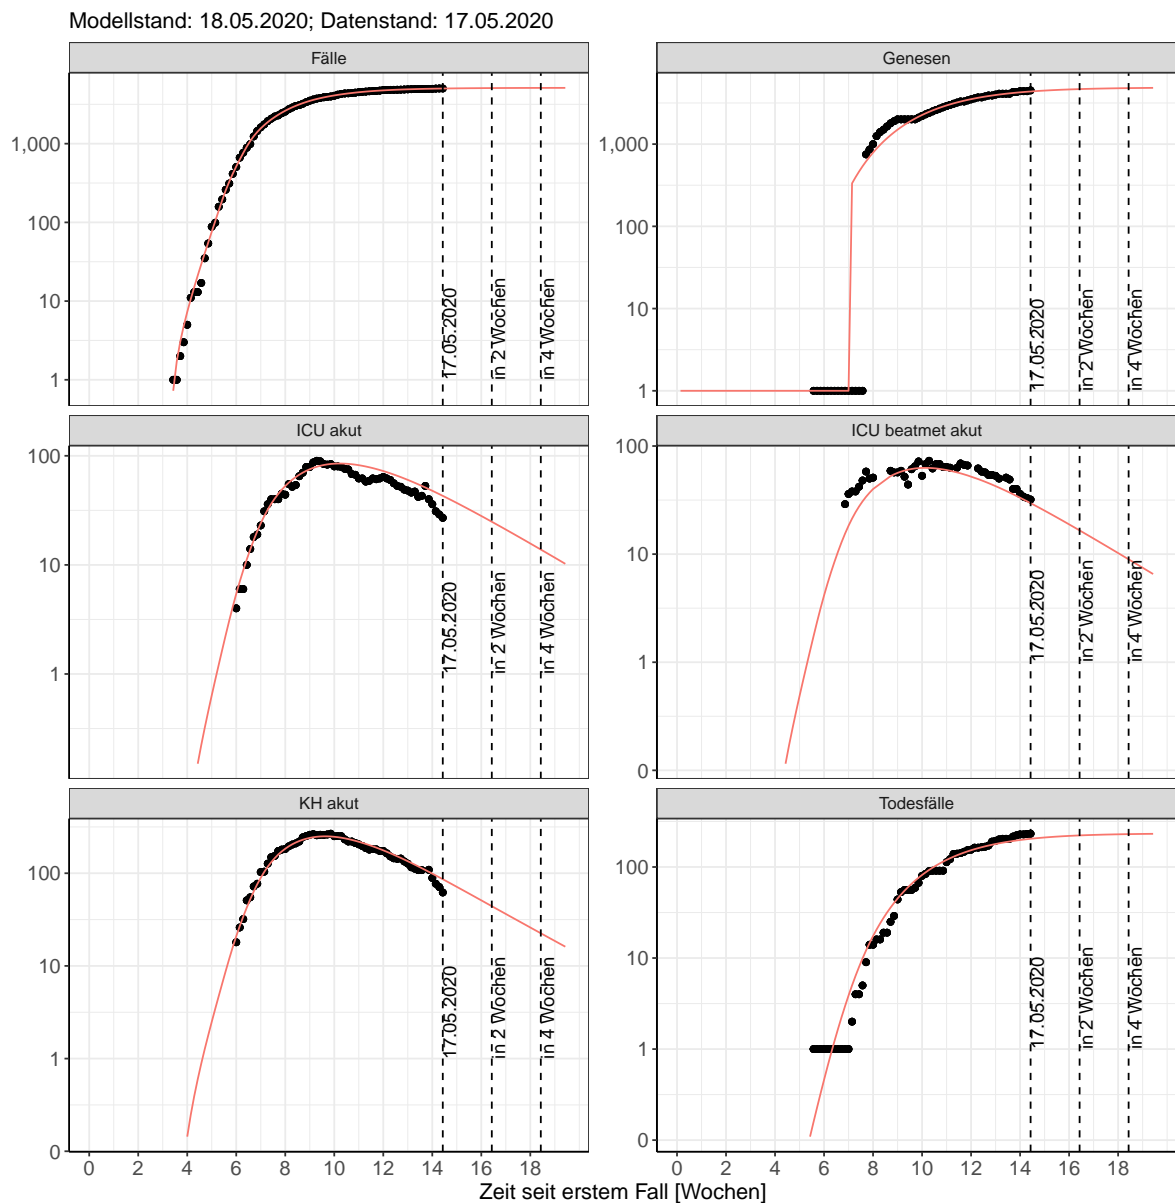 Modellstand: 18.05.2020; Datenstand: 17.05.2020
Fälle
1,000
100
10
1
17.05.2020
in 2 Wochen
in 4 Wochen
Genesen
1,000
100
10
1
17.05.2020
in 2 Wochen
in 4 Wochen
ICU akut
100
10
1
17.05.2020
in 2 Wochen
in 4 Wochen
ICU beatmet akut
100
10
1
0
17.05.2020
in 2 Wochen
in 4 Wochen
KH akut
100
10
1
0
17.05.2020
in 2 Wochen
in 4 Wochen
0 2 4 6 8 10 12 14 16 18
Todesfälle
100
10
1
0
17.05.2020
in 2 Wochen
in 4 Wochen
0 2 4 6 8 10 12 14 16 18
Zeit seit erstem Fall [Wochen]